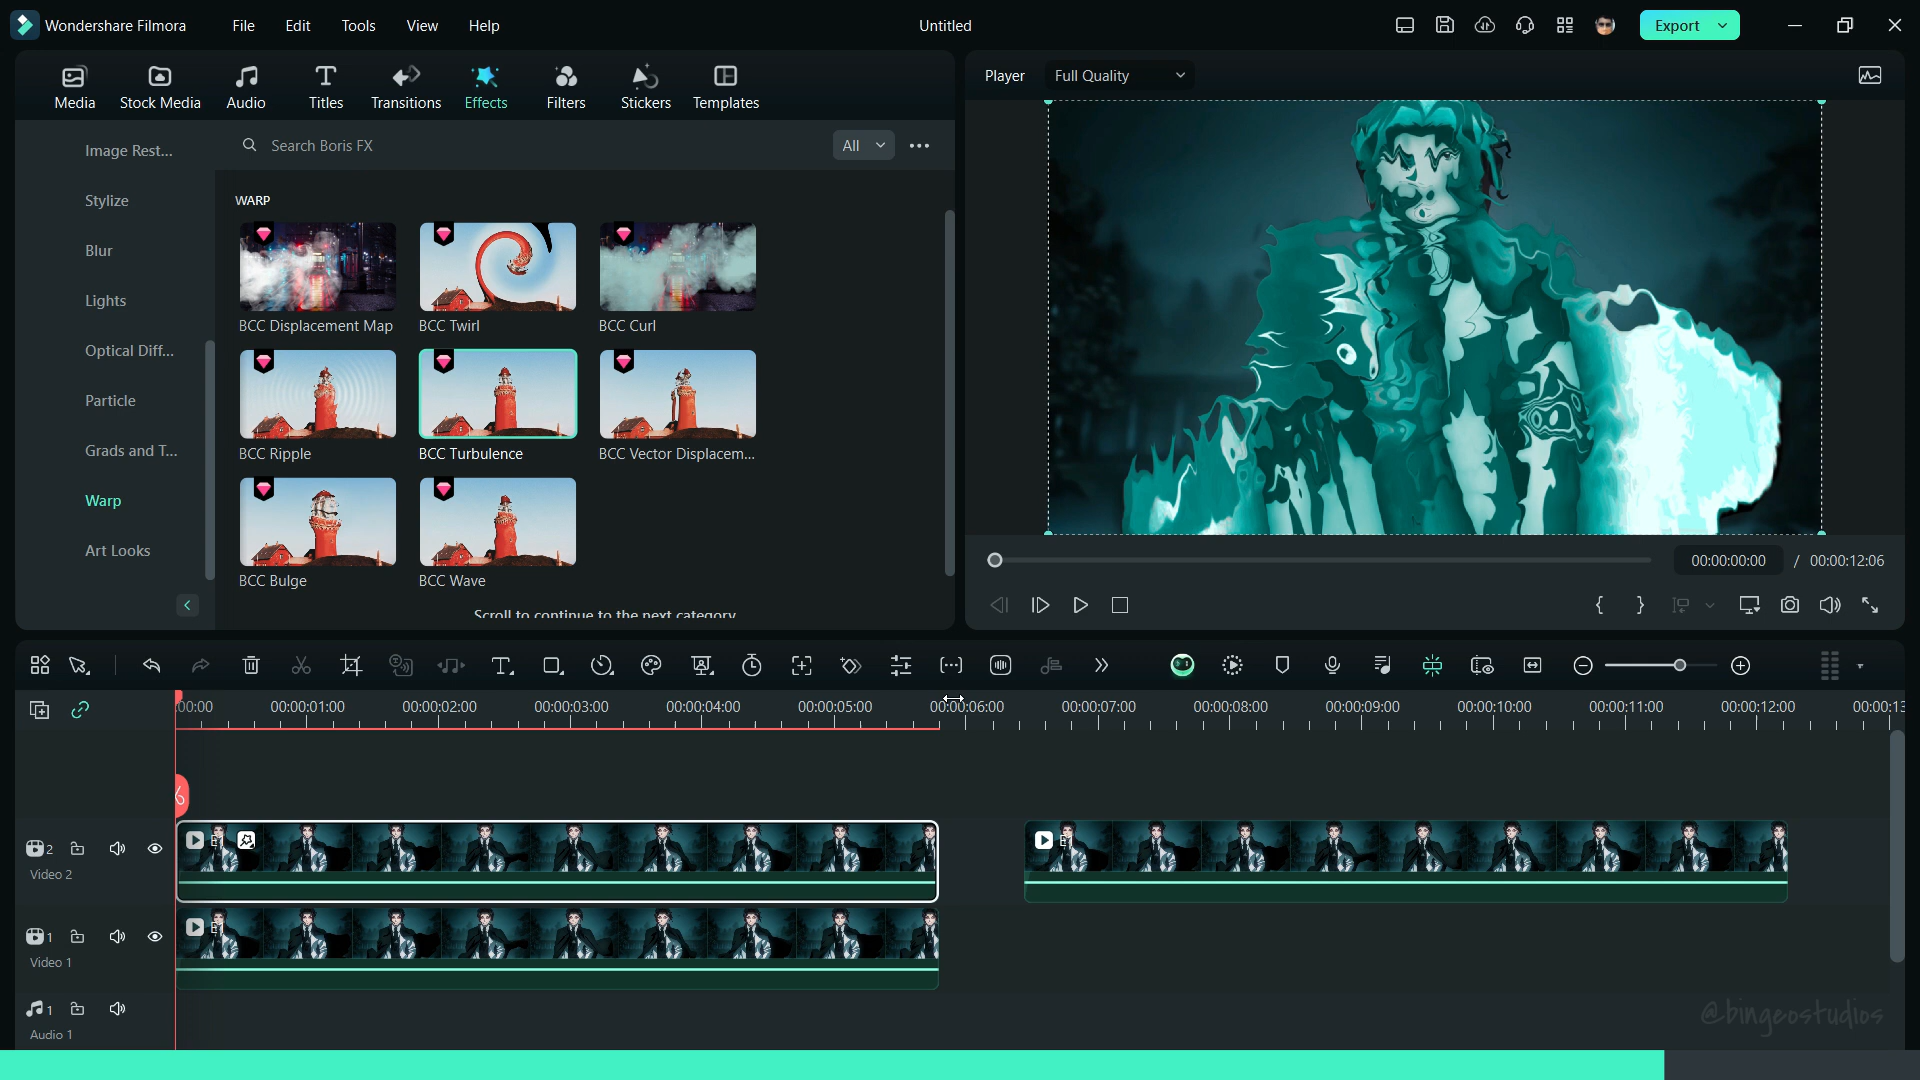 Wondershare Filmora
File
Edit
Tools
View
Help
Untitled
Export
Media
Stock Media
Audio
Titles
Transitions
Effects
Filters
Stickers
Templates
Player
Full Quality
Image Rest...
Stylize
Blur
Lights
Optical Diff...
Particle
Grads and T...
Warp
Art Looks
Search Boris FX
All
WARP
BCC Displacement Map
BCC Twirl
BCC Curl
BCC Ripple
BCC Turbulence
BCC Vector Displacem...
BCC Bulge
BCC Wave
Scroll to continue to the next category
00:00:00:00 / 00:00:12:06
:00:00
00:00:01:00
00:00:02:00
00:00:03:00
00:00:04:00
00:00:05:00
00:00:06:00
00:00:07:00
00:00:08:00
00:00:09:00
00:00:10:00
00:00:11:00
00:00:12:00
00:00:13
2
Video 2
1
Video 1
1
Audio 1
@bingeostudios